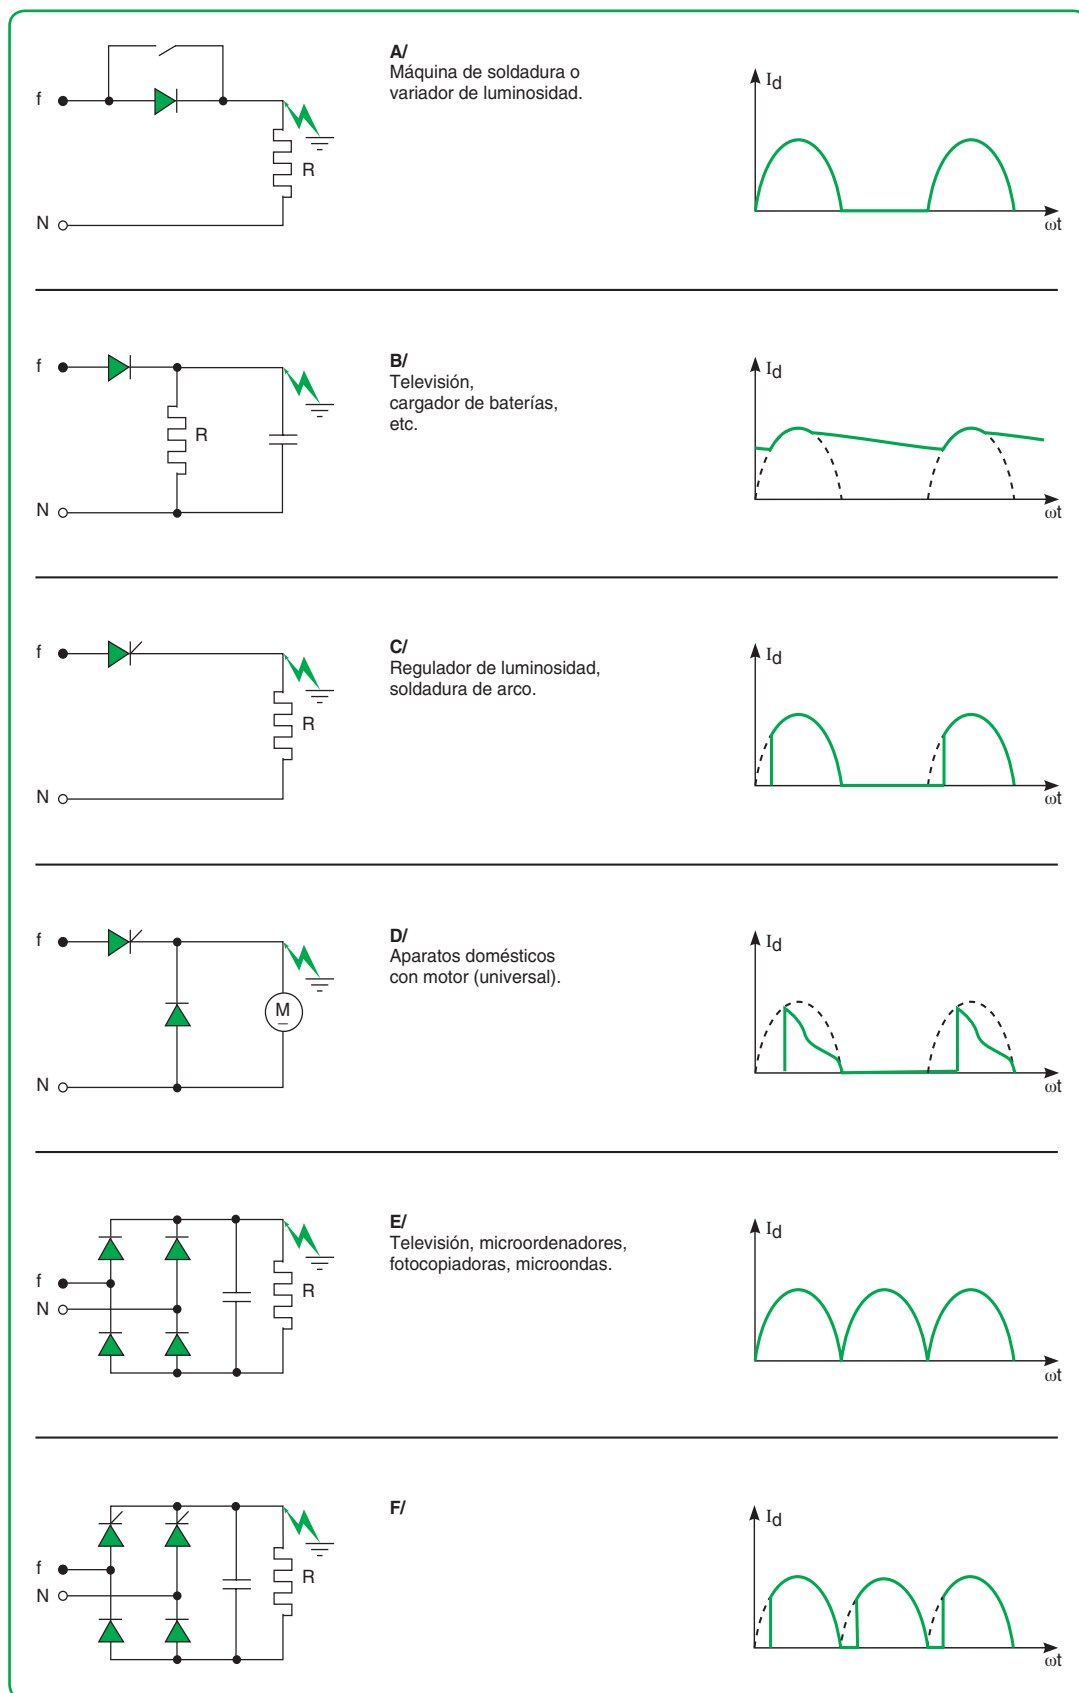 A/
Máquina de soldadura o
variador de luminosidad.
f
R
N
Id
ωt
B/
Televisión,
cargador de baterías,
etc.
f
R
N
Id
ωt
C/
Regulador de luminosidad,
soldadura de arco.
f
R
N
Id
ωt
D/
Aparatos domésticos
con motor (universal).
f
M
N
Id
ωt
E/
Televisión, microordenadores,
fotocopiadoras, microondas.
f
N
R
Id
ωt
F/
f
N
R
Id
ωt